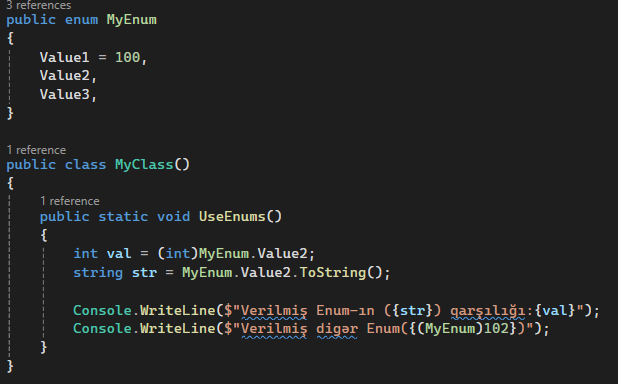 3 references
public enum MyEnum
{
Value1 = 100,
Value2,
Value3,
}
1 reference
public class MyClass()
{
1 reference
public static void UseEnums()
{
int val = (int)MyEnum.Value2;
string str = MyEnum.Value2.ToString();
Console.WriteLine($"Verilmiş Enum-ın ({str}) qarşılığı:{val}");
Console.WriteLine($"Verilmiş digər Enum({(MyEnum)102})");
}
}